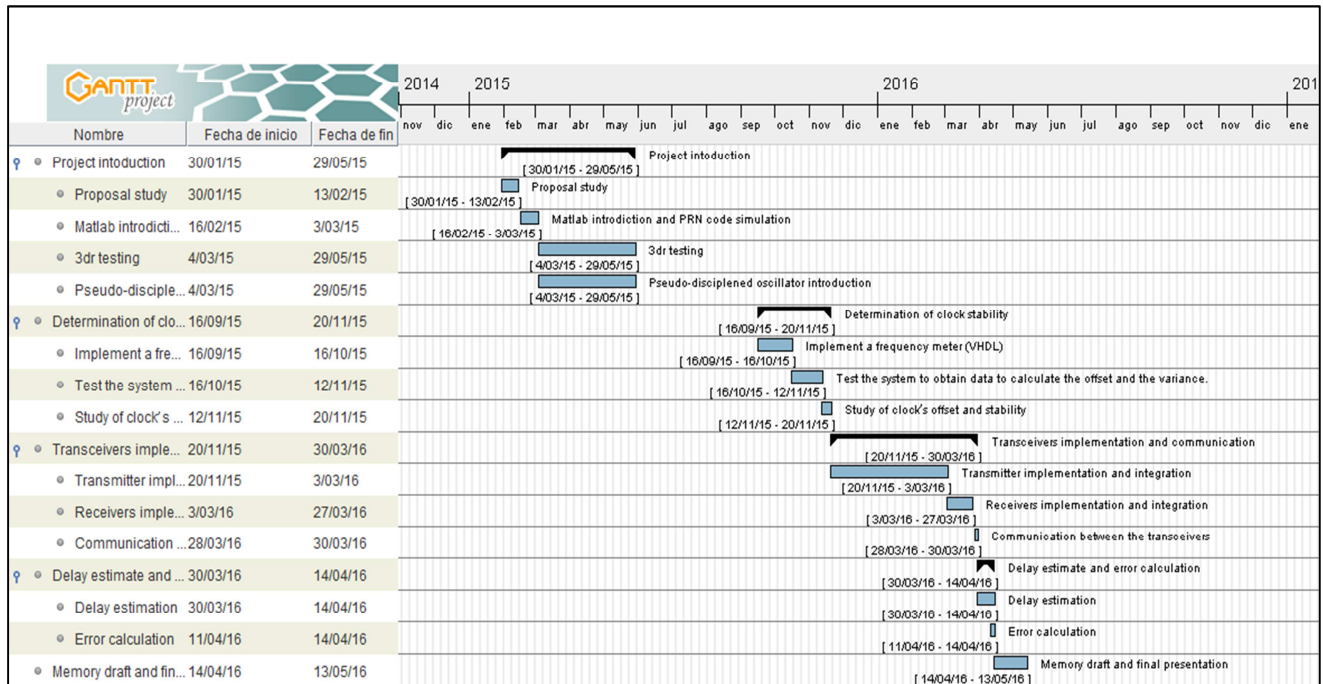 GANTT
project
2014 2015 2016 201
nov dic ene feb mar abr may jun jul ago sep oct nov dic ene feb mar abr may jun jul ago sep oct nov dic ene
Nombre Fecha de inicio Fecha de fin
Project intoduction 30/01/15 29/05/15 Project intoduction
[ 30/01/15 - 29/05/15 ]
Proposal study 30/01/15 13/02/15 Proposal study
[ 30/01/15 - 13/02/15 ]
Matlab introdicti... 16/02/15 3/03/15 Matlab introdiction and PRN code simulation
[ 16/02/15 - 3/03/15 ]
3dr testing 4/03/15 29/05/15 3dr testing
[ 4/03/15 - 29/05/15 ]
Pseudo-disciple... 4/03/15 29/05/15 Pseudo-disciplened oscillator introduction
[ 4/03/15 - 29/05/15 ]
Determination of clo... 16/09/15 20/11/15 Determination of clock stability
[ 16/09/15 - 20/11/15 ]
Implement a fre... 16/09/15 16/10/15 Implement a frequency meter (VHDL)
[ 16/09/15 - 16/10/15 ]
Test the system ... 16/10/15 12/11/15 Test the system to obtain data to calculate the offset and the variance.
[ 16/10/15 - 12/11/15 ]
Study of clock's ... 12/11/15 20/11/15 Study of clock's offset and stability
[ 12/11/15 - 20/11/15 ]
Transceivers imple... 20/11/15 30/03/16 Transceivers implementation and communication
[ 20/11/15 - 30/03/16 ]
Transmitter impl... 20/11/15 3/03/16 Transmitter implementation and integration
[ 20/11/15 - 3/03/16 ]
Receivers imple... 3/03/16 27/03/16 Receivers implementation and integration
[ 3/03/16 - 27/03/16 ]
Communication ... 28/03/16 30/03/16 Communication between the transceivers
[ 28/03/16 - 30/03/16 ]
Delay estimate and ... 30/03/16 14/04/16 Delay estimate and error calculation
[ 30/03/16 - 14/04/16 ]
Delay estimation 30/03/16 14/04/16 Delay estimation
[ 30/03/16 - 14/04/16 ]
Error calculation 11/04/16 14/04/16 Error calculation
[ 11/04/16 - 14/04/16 ]
Memory draft and fin... 14/04/16 13/05/16 Memory draft and final presentation
[ 14/04/16 - 13/05/16 ]